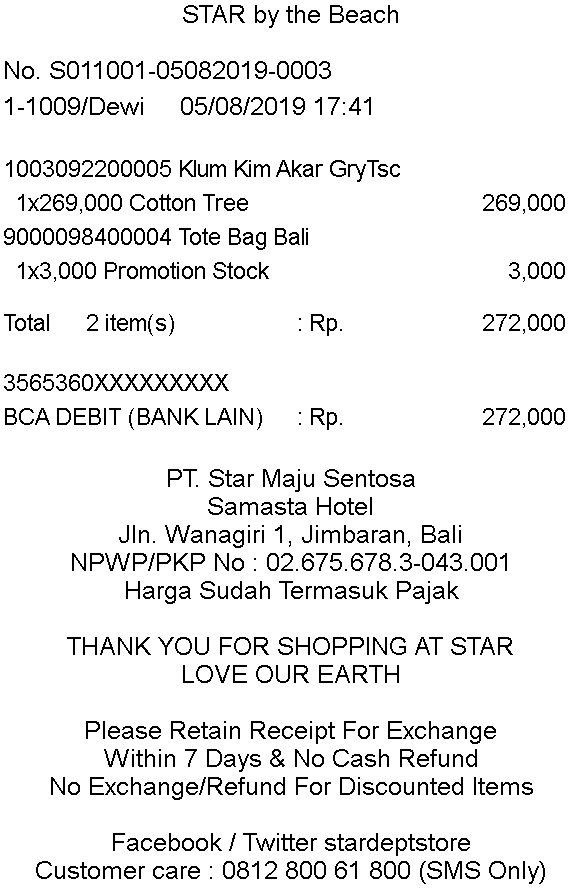 STAR by the Beach
No. S011001-05082019-0003
1-1009/Dewi 05/08/2019 17:41
1003092200005 Klum Kim Akar GryTsc
1x269,000 Cotton Tree 269,000
9000098400004 Tote Bag Bali
1x3,000 Promotion Stock 3,000
Total 2 item(s) : Rp. 272,000
3565360XXXXXXXXX
BCA DEBIT (BANK LAIN) : Rp. 272,000
PT. Star Maju Sentosa
Samasta Hotel
Jln. Wanagiri 1, Jimbaran, Bali
NPWP/PKP No : 02.675.678.3-043.001
Harga Sudah Termasuk Pajak
THANK YOU FOR SHOPPING AT STAR
LOVE OUR EARTH
Please Retain Receipt For Exchange
Within 7 Days & No Cash Refund
No Exchange/Refund For Discounted Items
Facebook / Twitter stardeptstore
Customer care : 0812 800 61 800 (SMS Only)